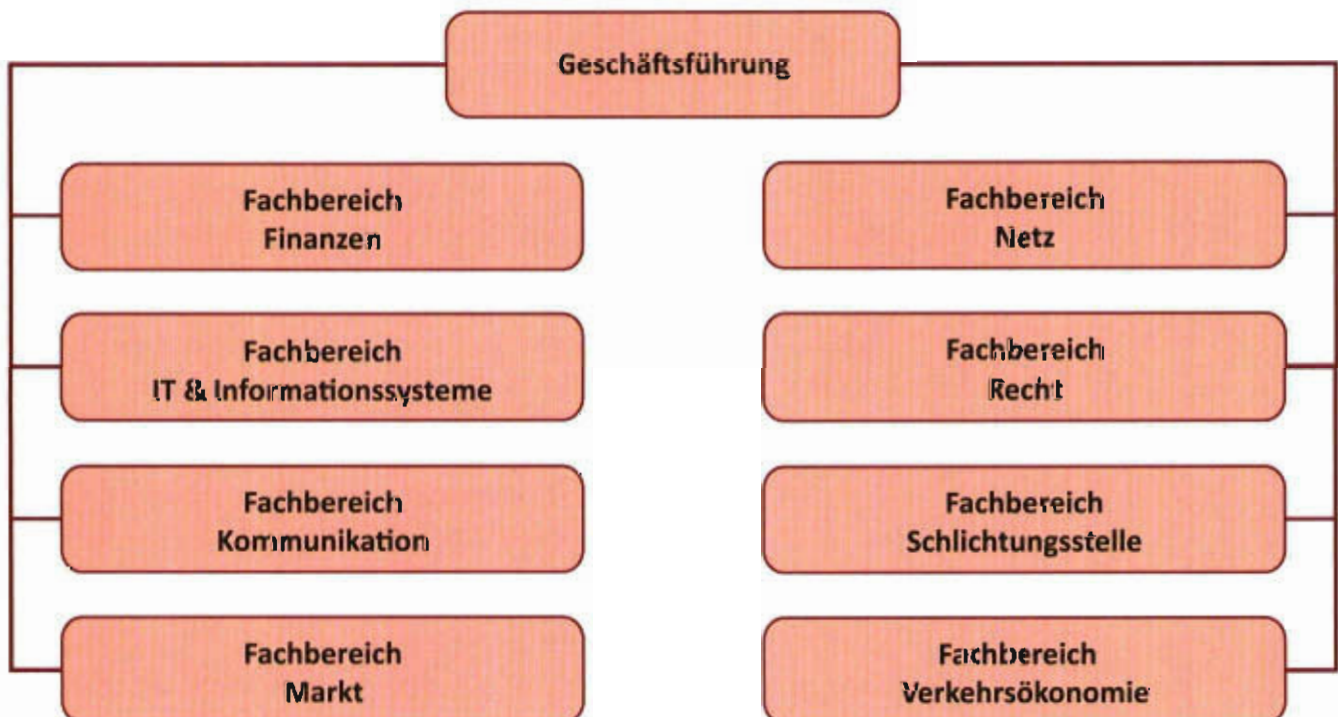 Geschäftsführung
Fachbereich
Finanzen
Fachbereich
IT & Informationssysteme
Fachbereich
Kommunikation
Fachbereich
Markt
Fachbereich
Netz
Fachbereich
Recht
Fachbereich
Schlichtungsstelle
Fachbereich
Verkehrsökonomie